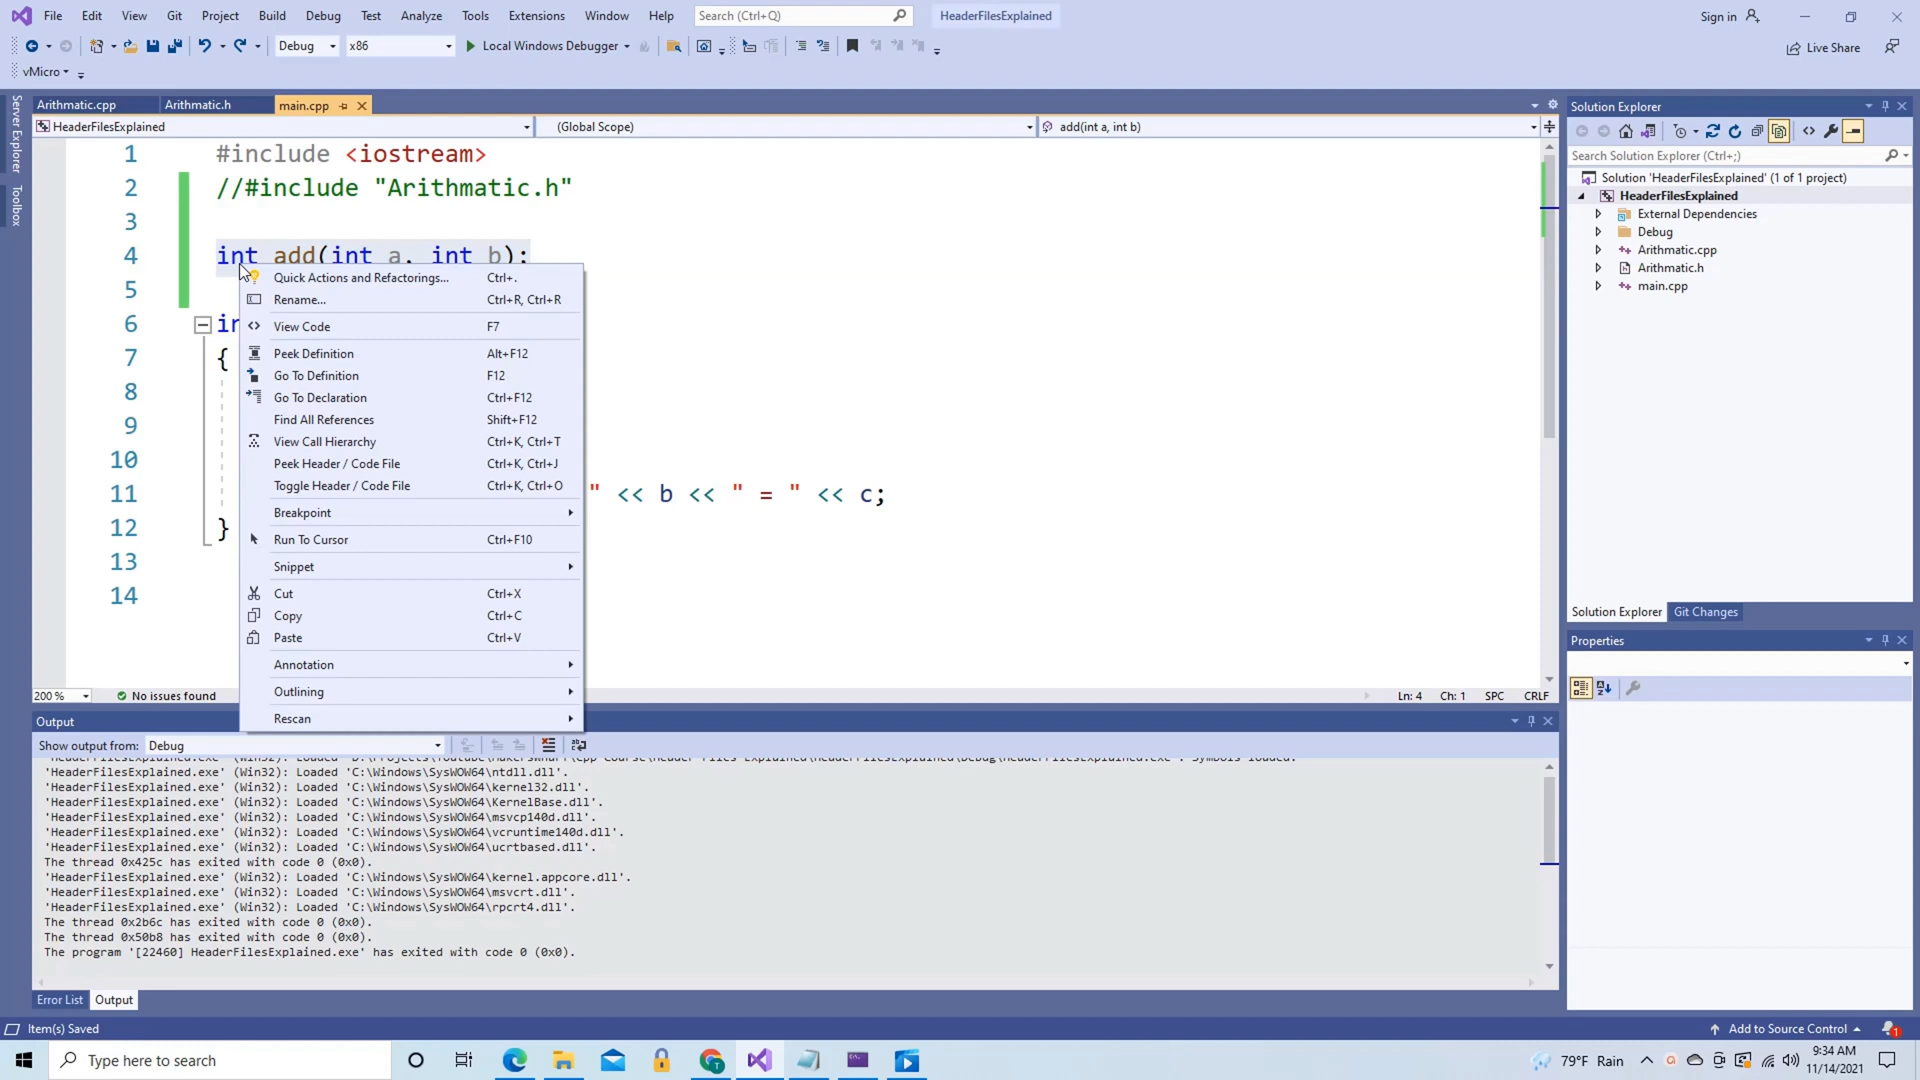 File Edit View Git Project Build Debug Test Analyze Tools Extensions Window Help Search (Ctrl+Q) HeaderFilesExplained Sign in
Debug x86 Local Windows Debugger Live Share
vMicro
Server Explorer
Toolbox
Arithmatic.cpp Arithmatic.h main.cpp
HeaderFilesExplained (Global Scope) add(int a, int b)
1 #include <iostream>
2 //#include "Arithmatic.h"
3
4 int add(int a, int b);
5
6
7 {
8
9
10
11 " << b << " = " << c;
12 }
13
14
Quick Actions and Refactorings... Ctrl+.
Rename... Ctrl+R, Ctrl+R
View Code F7
Peek Definition Alt+F12
Go To Definition F12
Go To Declaration Ctrl+F12
Find All References Shift+F12
View Call Hierarchy Ctrl+K, Ctrl+T
Peek Header / Code File Ctrl+K, Ctrl+J
Toggle Header / Code File Ctrl+K, Ctrl+O
Breakpoint
Run To Cursor Ctrl+F10
Snippet
Cut Ctrl+X
Copy Ctrl+C
Paste Ctrl+V
Annotation
Outlining
Rescan
200 % No issues found Ln: 4 Ch: 1 SPC CRLF
Solution Explorer
Search Solution Explorer (Ctrl+;)
Solution 'HeaderFilesExplained' (1 of 1 project)
HeaderFilesExplained
External Dependencies
Debug
Arithmatic.cpp
Arithmatic.h
main.cpp
Solution Explorer Git Changes
Properties
Output
Show output from: Debug
'HeaderFilesExplained.exe' (Win32): Loaded 'C:\Windows\SysWOW64\ntdll.dll'.
'HeaderFilesExplained.exe' (Win32): Loaded 'C:\Windows\SysWOW64\kernel32.dll'.
'HeaderFilesExplained.exe' (Win32): Loaded 'C:\Windows\SysWOW64\KernelBase.dll'.
'HeaderFilesExplained.exe' (Win32): Loaded 'C:\Windows\SysWOW64\msvcp140d.dll'.
'HeaderFilesExplained.exe' (Win32): Loaded 'C:\Windows\SysWOW64\vcruntime140d.dll'.
'HeaderFilesExplained.exe' (Win32): Loaded 'C:\Windows\SysWOW64\ucrtbased.dll'.
The thread 0x425c has exited with code 0 (0x0).
'HeaderFilesExplained.exe' (Win32): Loaded 'C:\Windows\SysWOW64\kernel.appcore.dll'.
'HeaderFilesExplained.exe' (Win32): Loaded 'C:\Windows\SysWOW64\msvcrt.dll'.
'HeaderFilesExplained.exe' (Win32): Loaded 'C:\Windows\SysWOW64\rpcrt4.dll'.
The thread 0x2b6c has exited with code 0 (0x0).
The thread 0x50b8 has exited with code 0 (0x0).
The program '[22460] HeaderFilesExplained.exe' has exited with code 0 (0x0).
Error List Output
Item(s) Saved Add to Source Control 1
Type here to search 79°F Rain 9:34 AM
11/14/2021